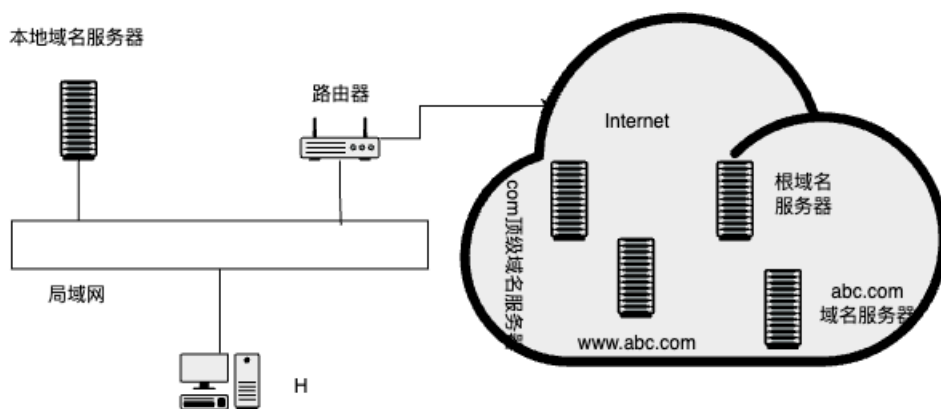 本地域名服务器
路由器
Internet
根域名
服务器
com顶级域名服务器
abc.com
域名服务器
www.abc.com
局域网
H